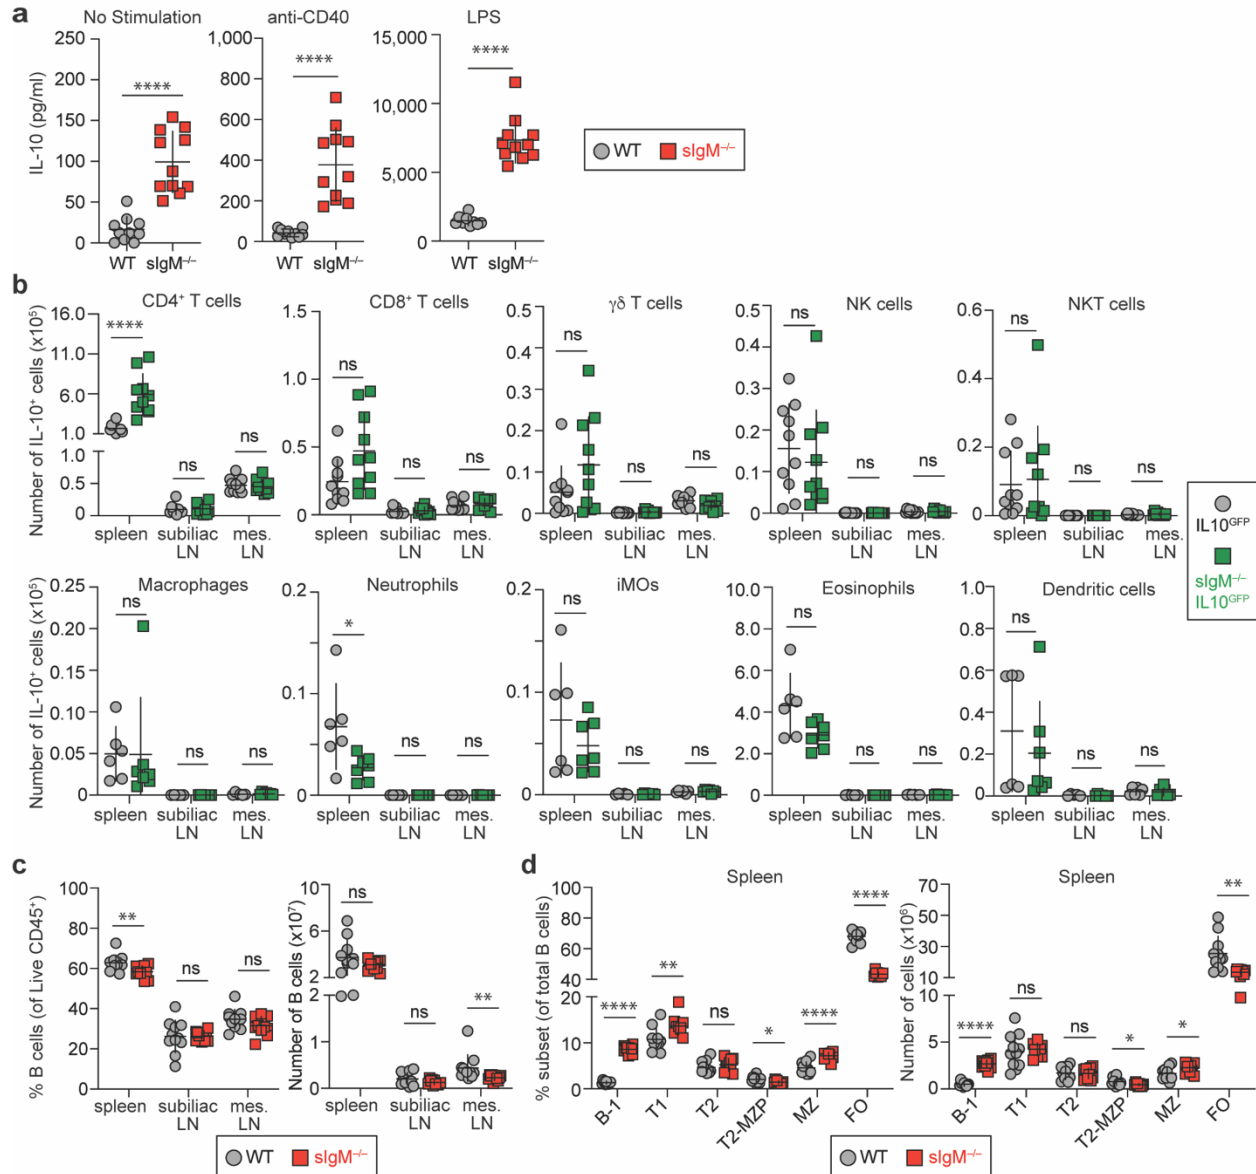 a
No Stimulation
anti-CD40
LPS
IL-10 (pg/ml)
250
200
150
100
50
0
****
WT
sIgM–/–
1,000
800
600
400
200
0
****
WT
sIgM–/–
15,000
10,000
5,000
0
****
WT
sIgM–/–
WT
sIgM–/–
b
Number of IL-10+ cells (x10⁵)
CD4+ T cells
16.0
11.0
6.0
1.0
0.5
0
****
ns
ns
spleen
subiliac LN
mes. LN
CD8+ T cells
1.5
1.0
0.5
0
ns
ns
ns
spleen
subiliac LN
mes. LN
γδ T cells
0.5
0.4
0.3
0.2
0.1
0
ns
ns
ns
spleen
subiliac LN
mes. LN
NK cells
0.5
0.4
0.3
0.2
0.1
0
ns
ns
ns
spleen
subiliac LN
mes. LN
NKT cells
0.6
0.4
0.2
0
ns
ns
ns
spleen
subiliac LN
mes. LN
IL10GFP
sIgM–/–
IL10GFP
Number of IL-10+ cells (x10⁵)
Macrophages
0.25
0.20
0.15
0.10
0.05
0
ns
ns
ns
spleen
subiliac LN
mes. LN
Neutrophils
0.2
0.1
0
*
ns
ns
spleen
subiliac LN
mes. LN
iMOs
0.2
0.1
0
ns
ns
ns
spleen
subiliac LN
mes. LN
Eosinophils
10.0
8.0
6.0
4.0
2.0
0
ns
ns
ns
spleen
subiliac LN
mes. LN
Dendritic cells
1.0
0.8
0.6
0.4
0.2
0
ns
ns
ns
spleen
subiliac LN
mes. LN
c
% B cells (of Live CD45+)
100
80
60
40
20
0
**
ns
ns
spleen
subiliac LN
mes. LN
Number of B cells (x10⁷)
10
6
2
2
1
0
ns
ns
**
spleen
subiliac LN
mes. LN
WT
sIgM–/–
d
Spleen
% subset (of total B cells)
100
80
60
40
20
10
0
****
**
ns
*
****
****
B-1
T1
T2
T2-MZP
MZ
FO
Spleen
Number of cells (x10⁶)
70
50
30
10
10
5
0
****
ns
ns
*
*
**
B-1
T1
T2
T2-MZP
MZ
FO
WT
sIgM–/–